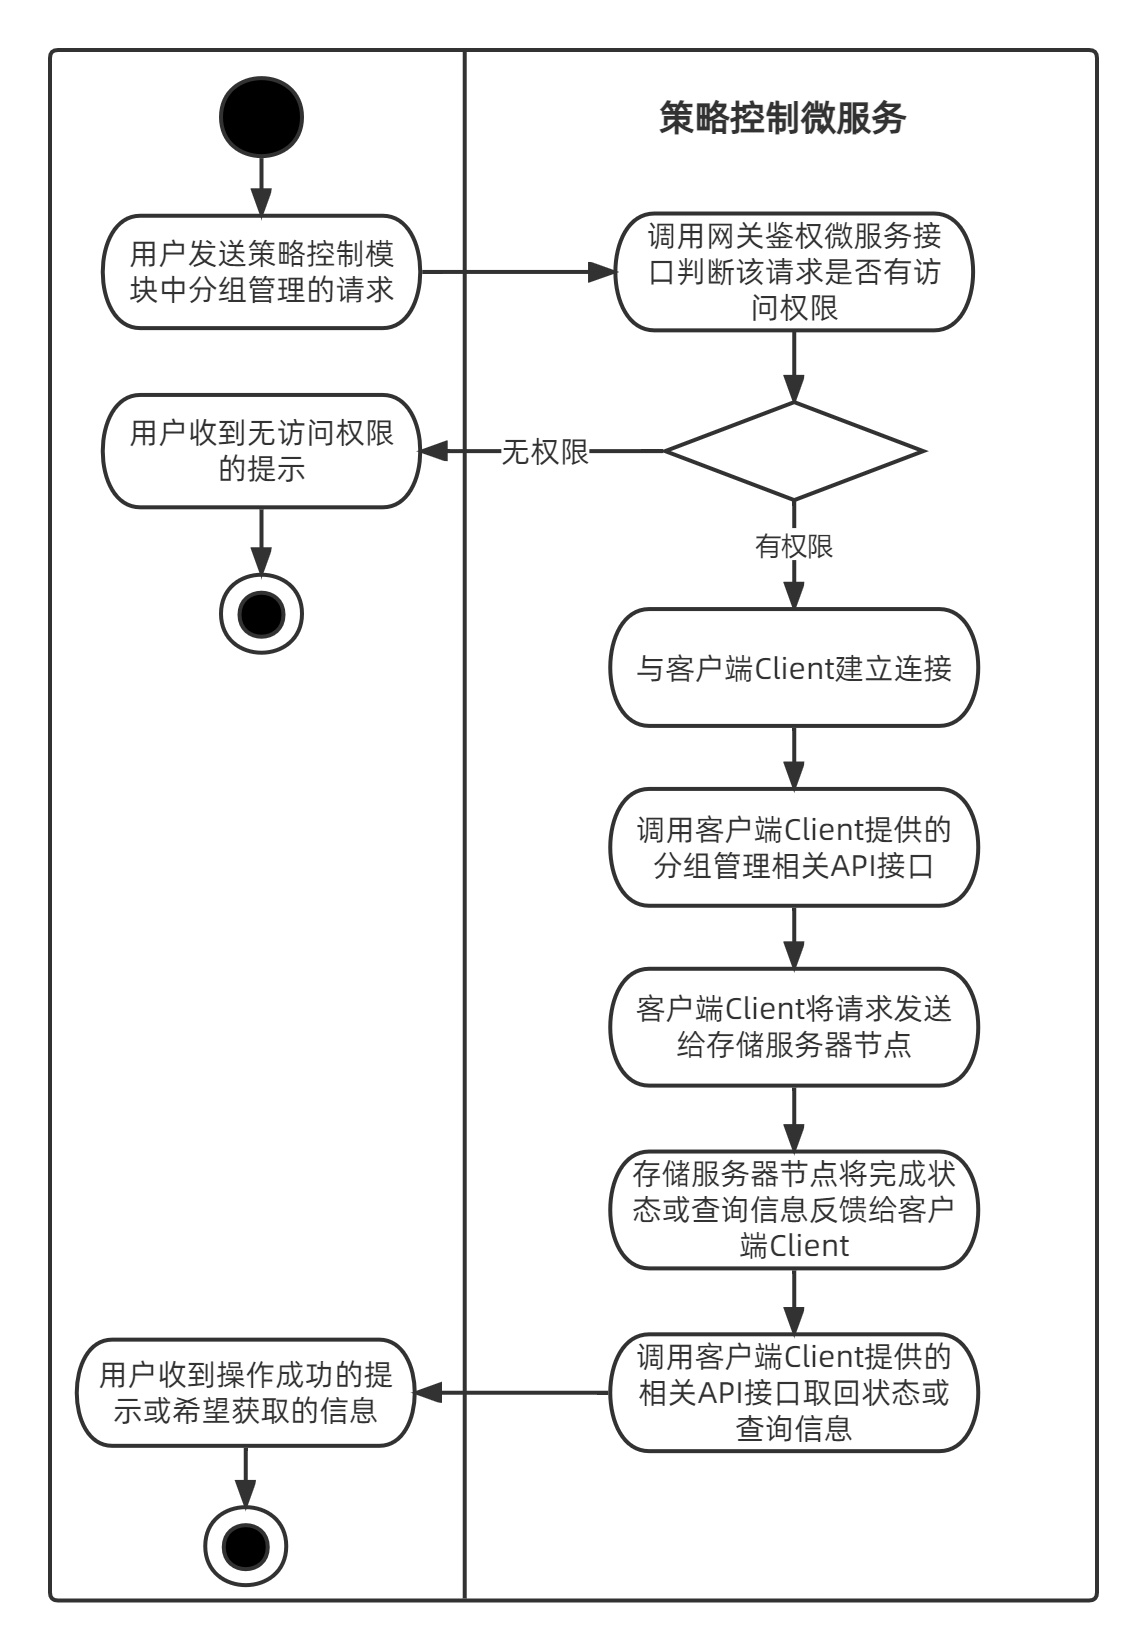 策略控制微服务
用户发送策略控制模
块中分组管理的请求
调用网关鉴权微服务接
口判断该请求是否有访
问权限
用户收到无访问权限
的提示
无权限
有权限
与客户端Client建立连接
调用客户端Client提供的
分组管理相关API接口
客户端Client将请求发送
给存储服务器节点
存储服务器节点将完成状
态或查询信息反馈给客户
端Client
调用客户端Client提供的
相关API接口取回状态或
查询信息
用户收到操作成功的提
示或希望获取的信息